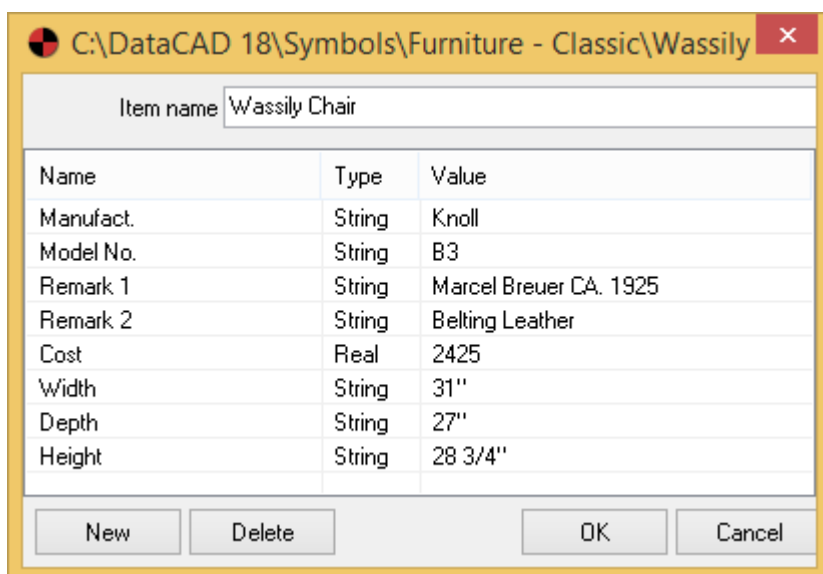 C:\DataCAD 18\Symbols\Furniture - Classic\Wassily
Item name Wassily Chair
Name Type Value
Manufact. String Knoll
Model No. String B3
Remark 1 String Marcel Breuer CA. 1925
Remark 2 String Belting Leather
Cost Real 2425
Width String 31"
Depth String 27"
Height String 28 3/4"
New Delete OK Cancel